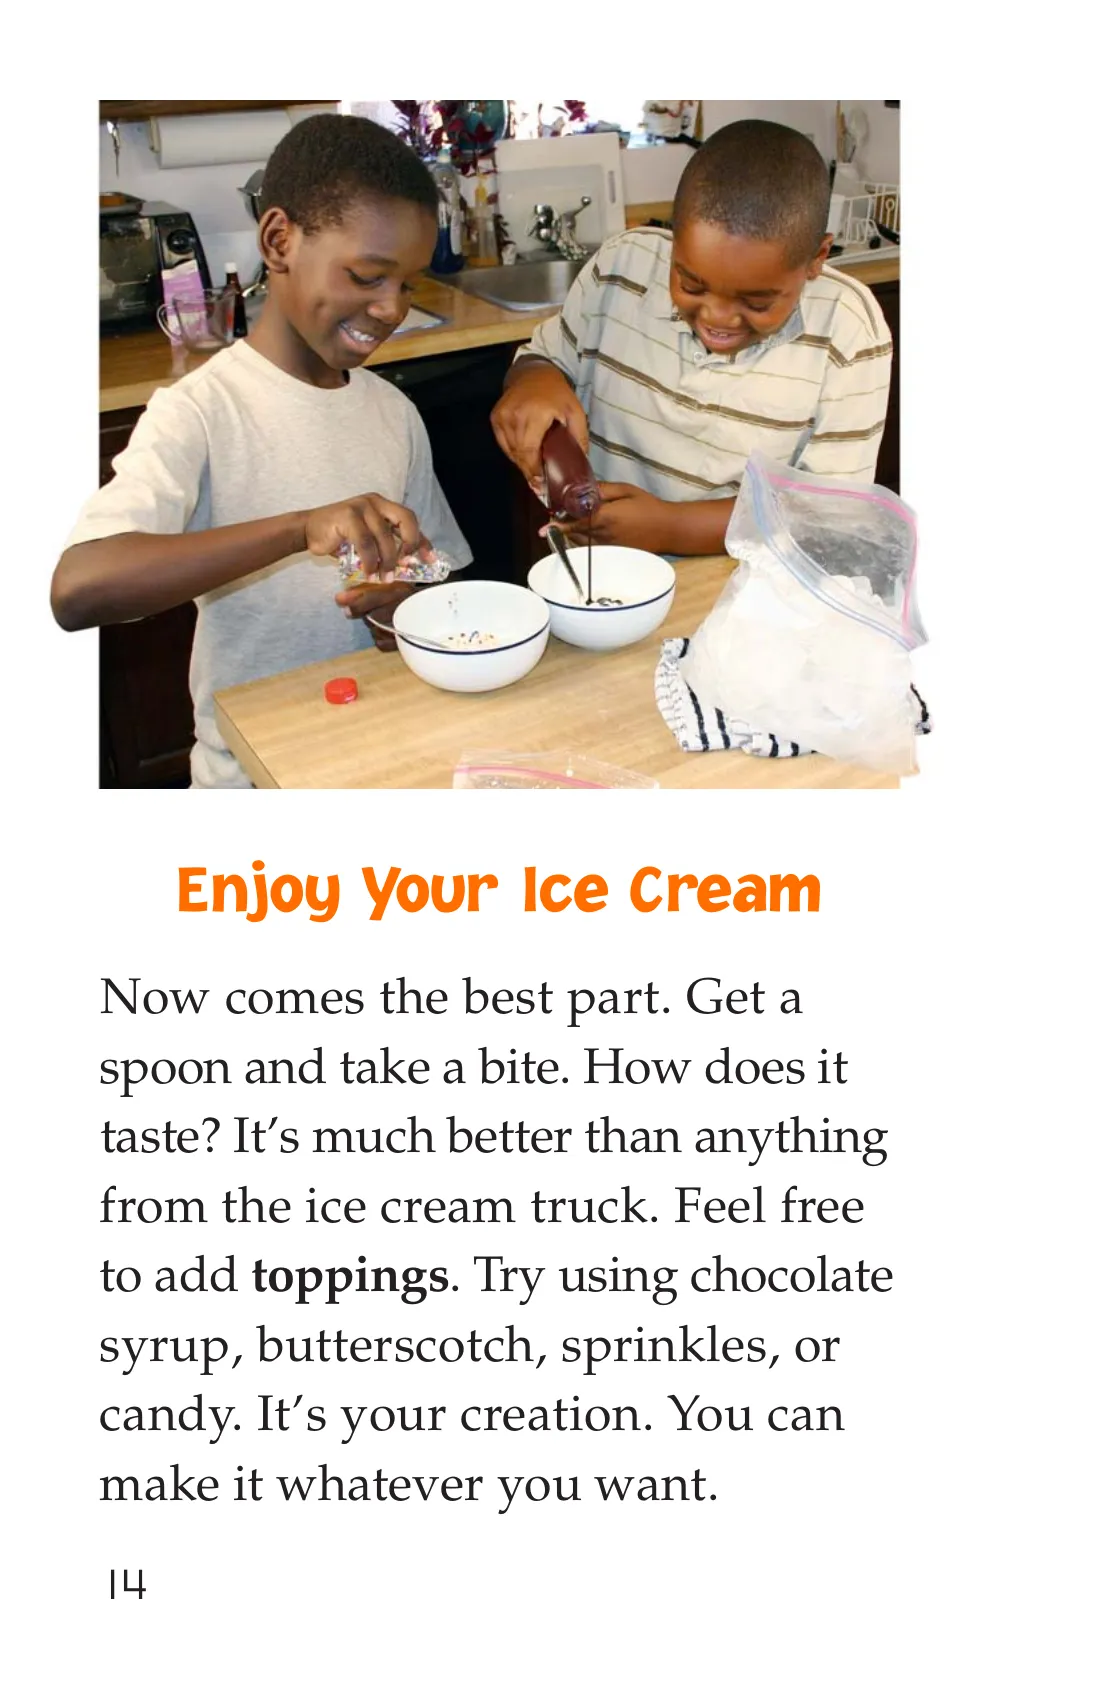 Enjoy Your Ice Cream
Now comes the best part. Get a
spoon and take a bite. How does it
taste? It’s much better than anything
from the ice cream truck. Feel free
to add toppings. Try using chocolate
syrup, butterscotch, sprinkles, or
candy. It’s your creation. You can
make it whatever you want.
14